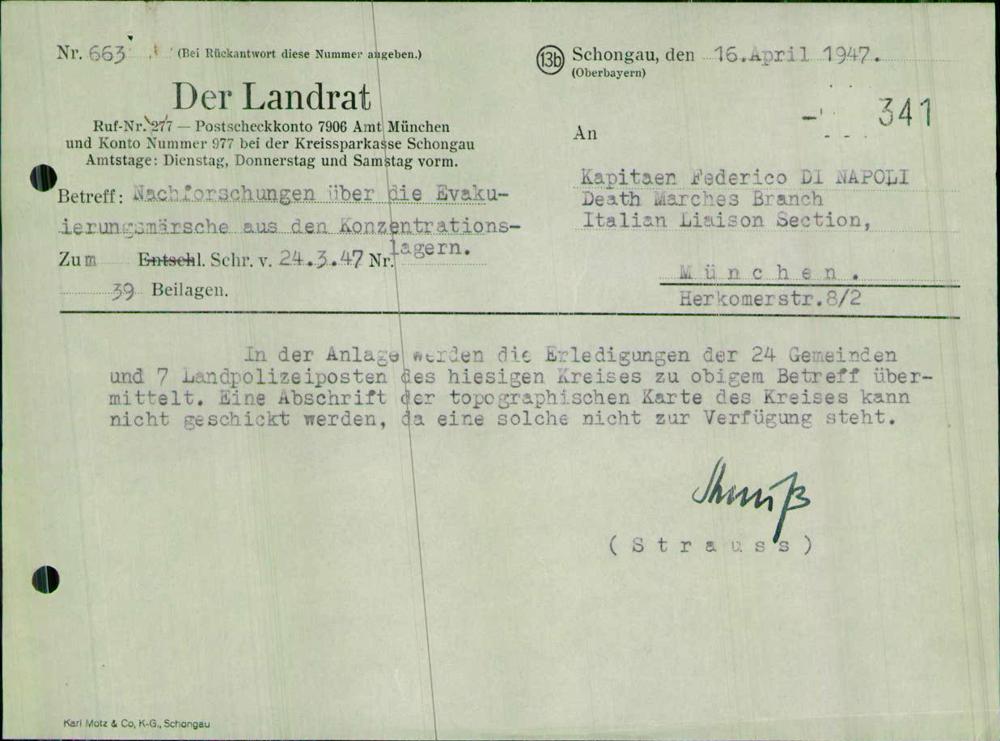 Nr. 663 (Bei Rückantwort diese Nummer angeben.)
Der Landrat
Ruf-Nr. 277 — Postscheckkonto 7906 Amt München
und Konto Nummer 977 bei der Kreissparkasse Schongau
Amtstage: Dienstag, Donnerstag und Samstag vorm.
13b Schongau, den 16.April 1947.
(Oberbayern)
341
An
Kapitaen Federico DI NAPOLI
Death Marches Branch
Italian Liaison Section,
München.
Herkomerstr.8/2
Betreff: Nachforschungen über die Evaku-
ierungsmärsche aus den Konzentrations-
lagern.
Zum Entschl. Schr. v. 24.3.47 Nr.
39 Beilagen.
In der Anlage werden die Erledigungen der 24 Gemeinden
und 7 Landpolizeiposten des hiesigen Kreises zu obigem Betreff über-
mittelt. Eine Abschrift der topographischen Karte des Kreises kann
nicht geschickt werden, da eine solche nicht zur Verfügung steht.
Strauß
(Strauss)
Karl Motz & Co, K-G., Schongau